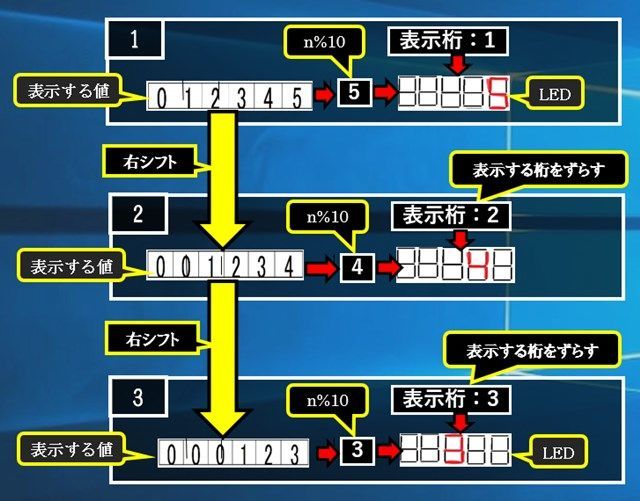 1
n%10
表示桁：1
表示する値
0 1 2 3 4 5
5
5
LED
右シフト
表示する桁をずらす
2
n%10
表示桁：2
表示する値
0 0 1 2 3 4
4
4
右シフト
表示する桁をずらす
3
n%10
表示桁：3
表示する値
0 0 0 1 2 3
3
3
LED